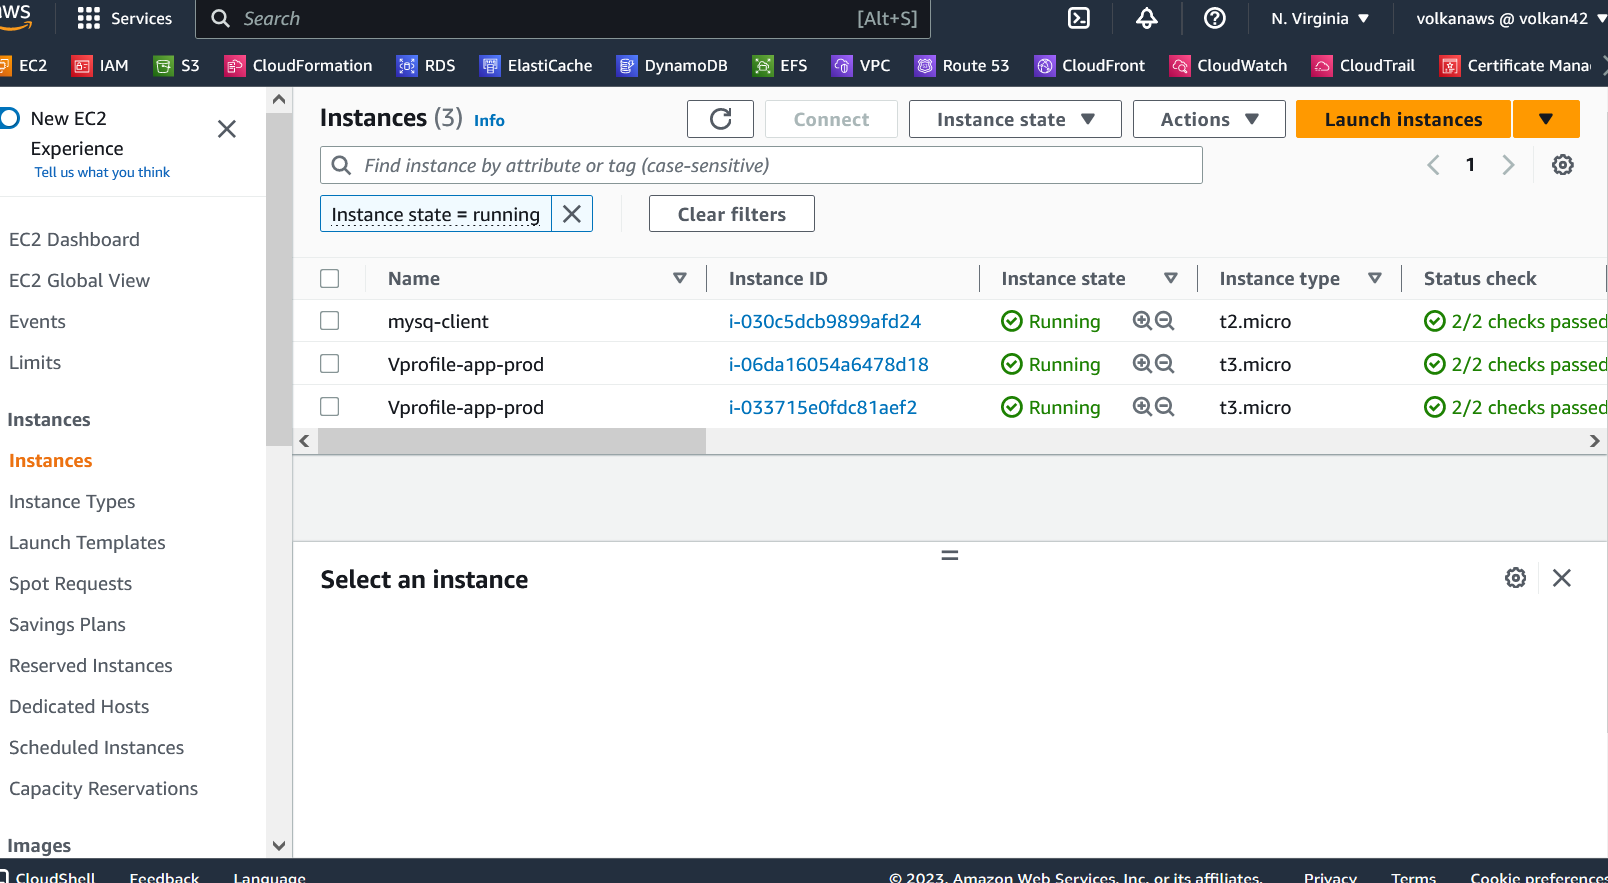 aws
Services
Search
[Alt+S]
N. Virginia
volkanaws @ volkan42
EC2
IAM
S3
CloudFormation
RDS
ElastiCache
DynamoDB
EFS
VPC
Route 53
CloudFront
CloudWatch
CloudTrail
Certificate Mana
New EC2
Experience
Tell us what you think
EC2 Dashboard
EC2 Global View
Events
Limits
Instances
Instances
Instance Types
Launch Templates
Spot Requests
Savings Plans
Reserved Instances
Dedicated Hosts
Scheduled Instances
Capacity Reservations
Images
Instances (3) Info
Connect
Instance state
Actions
Launch instances
Find instance by attribute or tag (case-sensitive)
1
Instance state = running
Clear filters
Name Instance ID Instance state Instance type Status check
mysq-client i-030c5dcb9899afd24 Running t2.micro 2/2 checks passed
Vprofile-app-prod i-06da16054a6478d18 Running t3.micro 2/2 checks passed
Vprofile-app-prod i-033715e0fdc81aef2 Running t3.micro 2/2 checks passed
Select an instance
CloudShell Feedback Language © 2023, Amazon Web Services, Inc. or its affiliates. Privacy Terms Cookie preferences